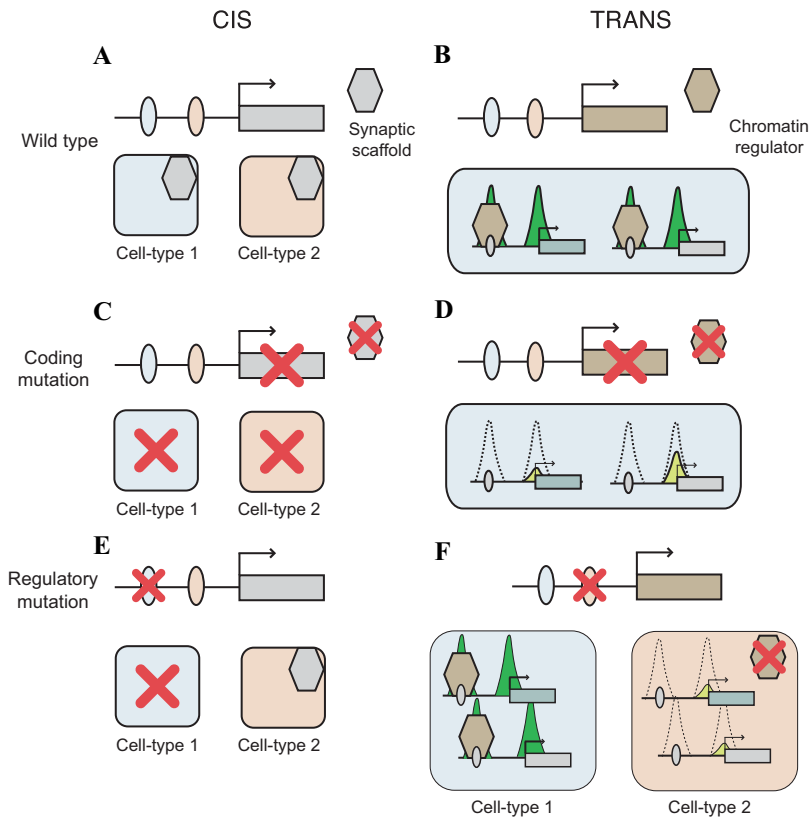 CIS
TRANS
A
B
Wild type
Synaptic
scaffold
Chromatin
regulator
Cell-type 1
Cell-type 2
C
D
Coding
mutation
Cell-type 1
Cell-type 2
E
F
Regulatory
mutation
Cell-type 1
Cell-type 2
Cell-type 1
Cell-type 2